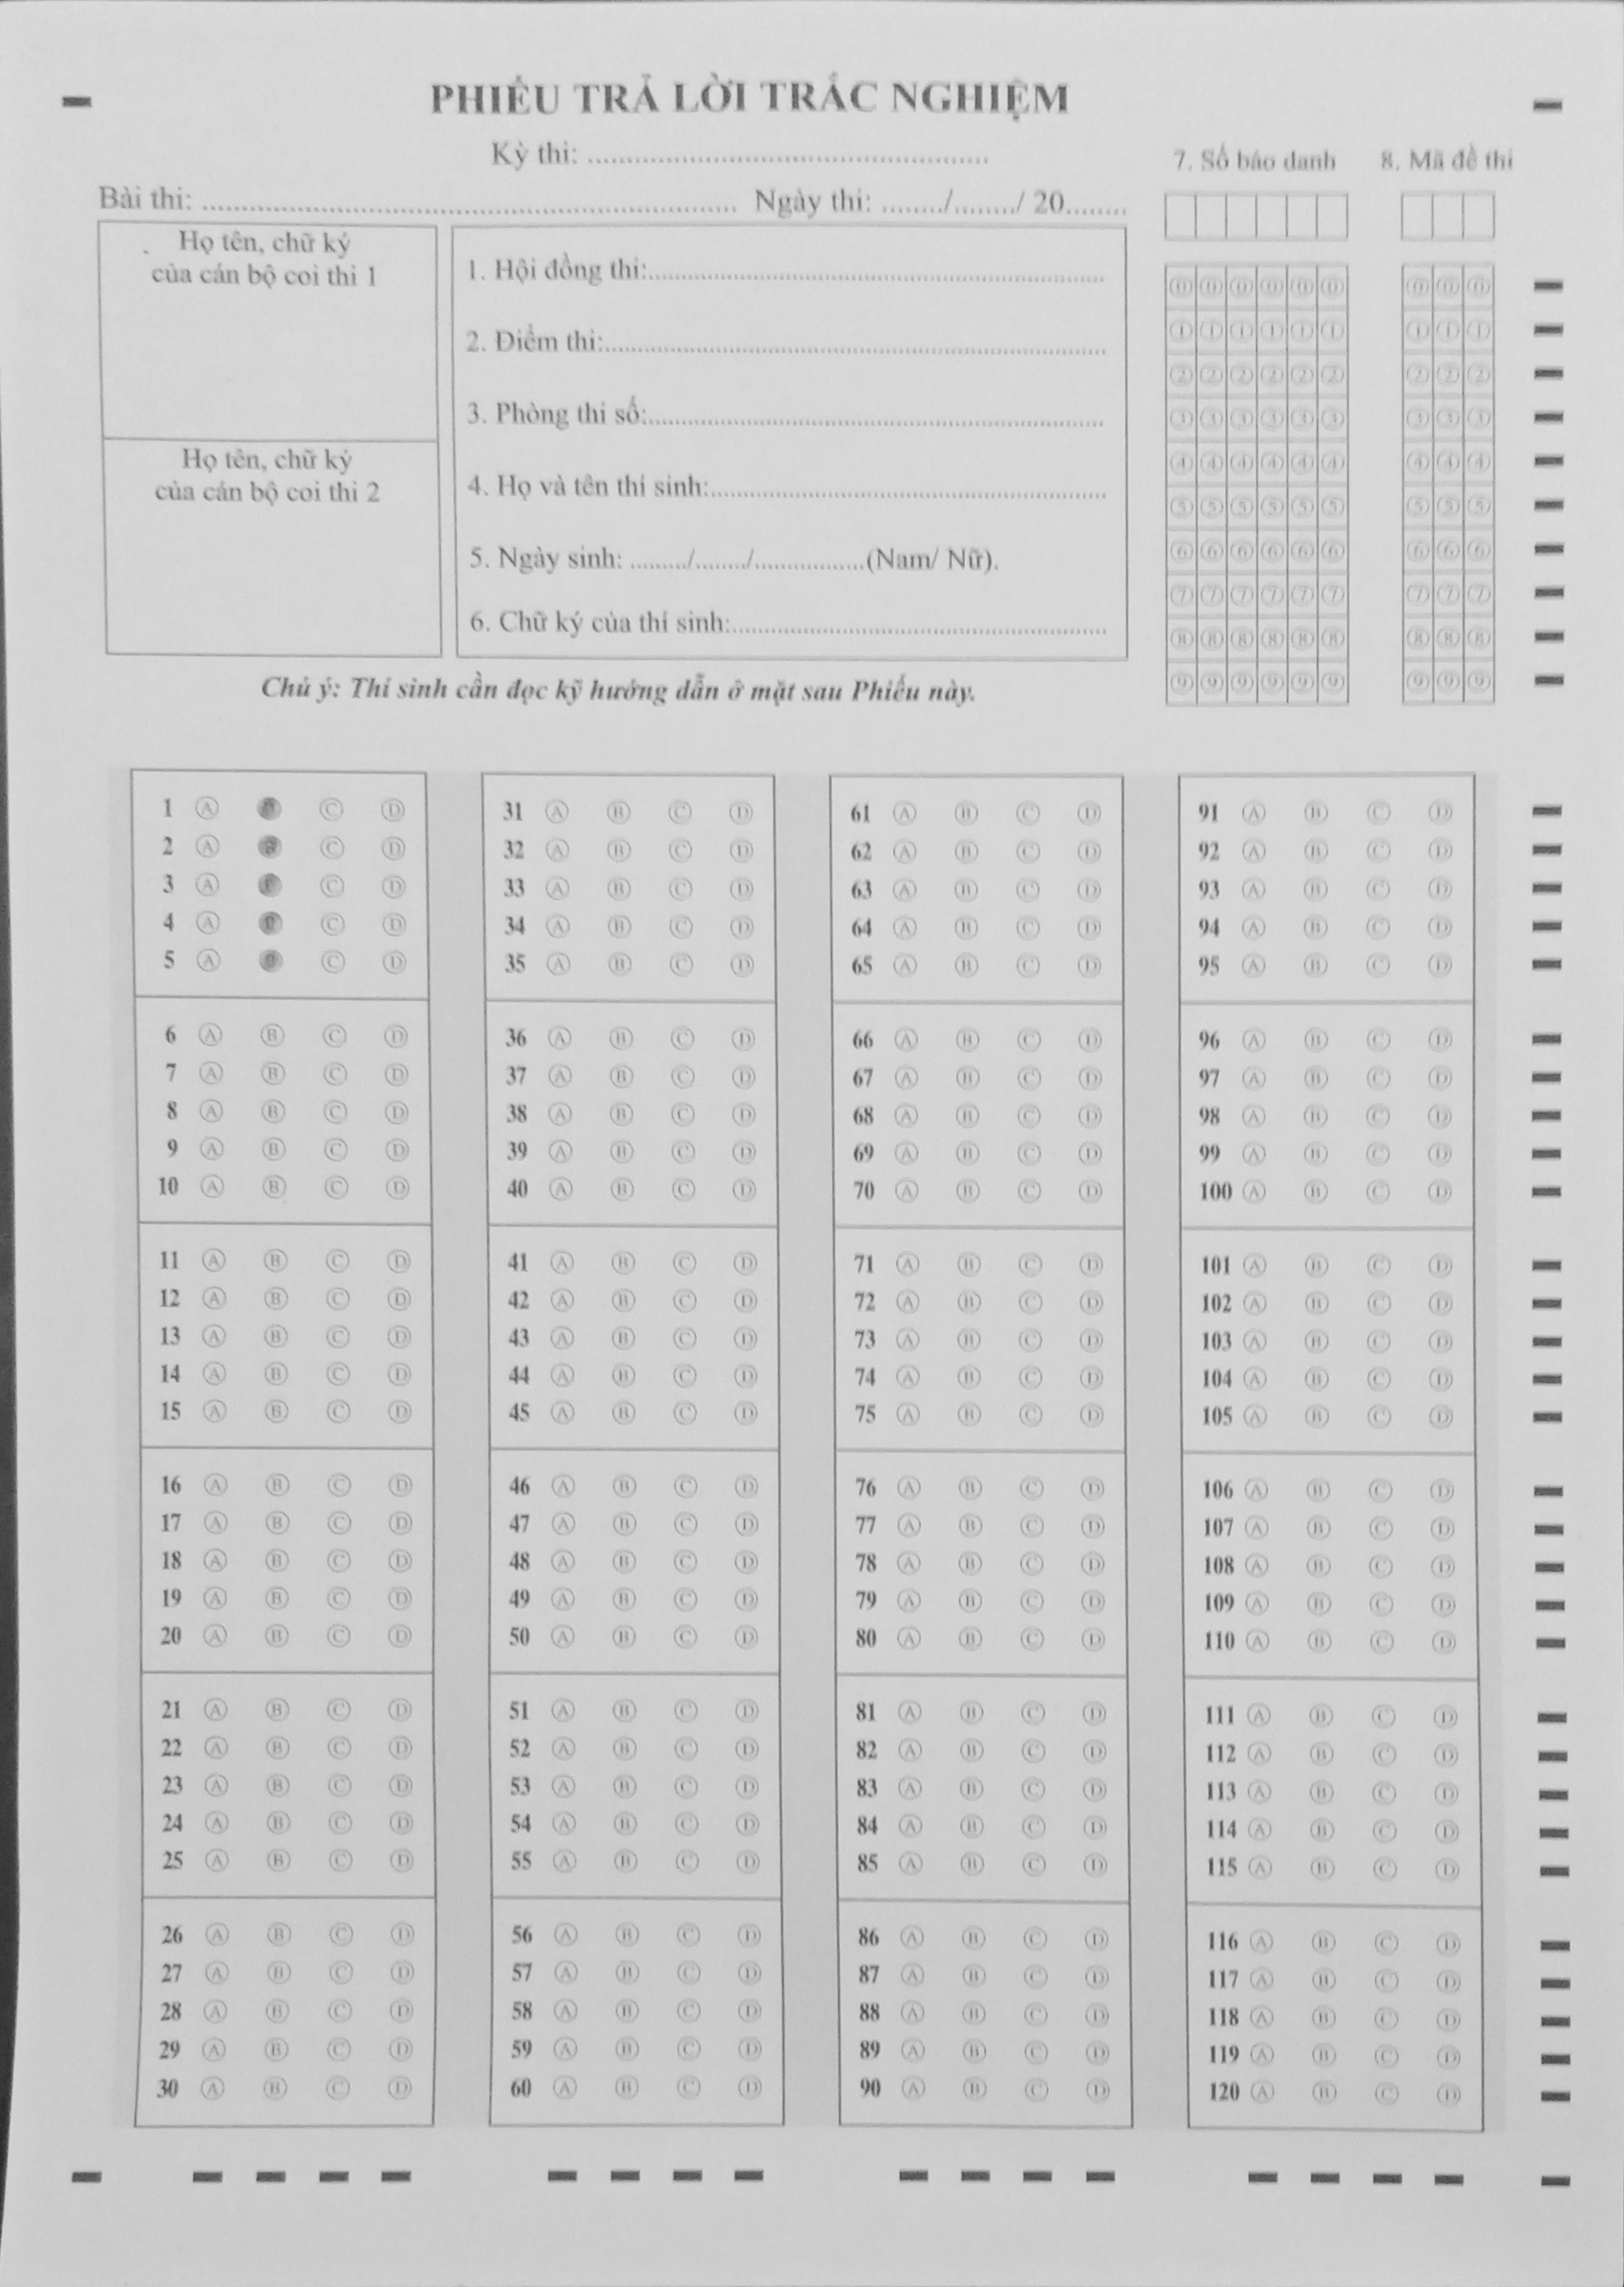 PHIẾU TRẢ LỜI TRẮC NGHIỆM
Kỳ thi: ..................................................
Bài thi: .................................................................... Ngày thi: ......../......../ 20........
7. Số báo danh 8. Mã đề thi
Họ tên, chữ ký
của cán bộ coi thi 1
Họ tên, chữ ký
của cán bộ coi thi 2
1. Hội đồng thi:..................................................
2. Điểm thi:..................................................
3. Phòng thi số:..................................................
4. Họ và tên thí sinh:..................................................
5. Ngày sinh: ........./......../.................(Nam/ Nữ).
6. Chữ ký của thí sinh:..................................................
0 0 0 0 0 0 0 0 0
1 1 1 1 1 1 1 1 1
2 2 2 2 2 2 2 2 2
3 3 3 3 3 3 3 3 3
4 4 4 4 4 4 4 4 4
5 5 5 5 5 5 5 5 5
6 6 6 6 6 6 6 6 6
7 7 7 7 7 7 7 7 7
8 8 8 8 8 8 8 8 8
9 9 9 9 9 9 9 9 9
Chú ý: Thí sinh cần đọc kỹ hướng dẫn ở mặt sau Phiếu này.
1 A C D
2 A C D
3 A C D
4 A C D
5 A C D
6 A B C D
7 A B C D
8 A B C D
9 A B C D
10 A B C D
11 A B C D
12 A B C D
13 A B C D
14 A B C D
15 A B C D
16 A B C D
17 A B C D
18 A B C D
19 A B C D
20 A B C D
21 A B C D
22 A B C D
23 A B C D
24 A B C D
25 A B C D
26 A B C D
27 A B C D
28 A B C D
29 A B C D
30 A B C D
31 A B C D
32 A B C D
33 A B C D
34 A B C D
35 A B C D
36 A B C D
37 A B C D
38 A B C D
39 A B C D
40 A B C D
41 A B C D
42 A B C D
43 A B C D
44 A B C D
45 A B C D
46 A B C D
47 A B C D
48 A B C D
49 A B C D
50 A B C D
51 A B C D
52 A B C D
53 A B C D
54 A B C D
55 A B C D
56 A B C D
57 A B C D
58 A B C D
59 A B C D
60 A B C D
61 A B C D
62 A B C D
63 A B C D
64 A B C D
65 A B C D
66 A B C D
67 A B C D
68 A B C D
69 A B C D
70 A B C D
71 A B C D
72 A B C D
73 A B C D
74 A B C D
75 A B C D
76 A B C D
77 A B C D
78 A B C D
79 A B C D
80 A B C D
81 A B C D
82 A B C D
83 A B C D
84 A B C D
85 A B C D
86 A B C D
87 A B C D
88 A B C D
89 A B C D
90 A B C D
91 A B C D
92 A B C D
93 A B C D
94 A B C D
95 A B C D
96 A B C D
97 A B C D
98 A B C D
99 A B C D
100 A B C D
101 A B C D
102 A B C D
103 A B C D
104 A B C D
105 A B C D
106 A B C D
107 A B C D
108 A B C D
109 A B C D
110 A B C D
111 A B C D
112 A B C D
113 A B C D
114 A B C D
115 A B C D
116 A B C D
117 A B C D
118 A B C D
119 A B C D
120 A B C D